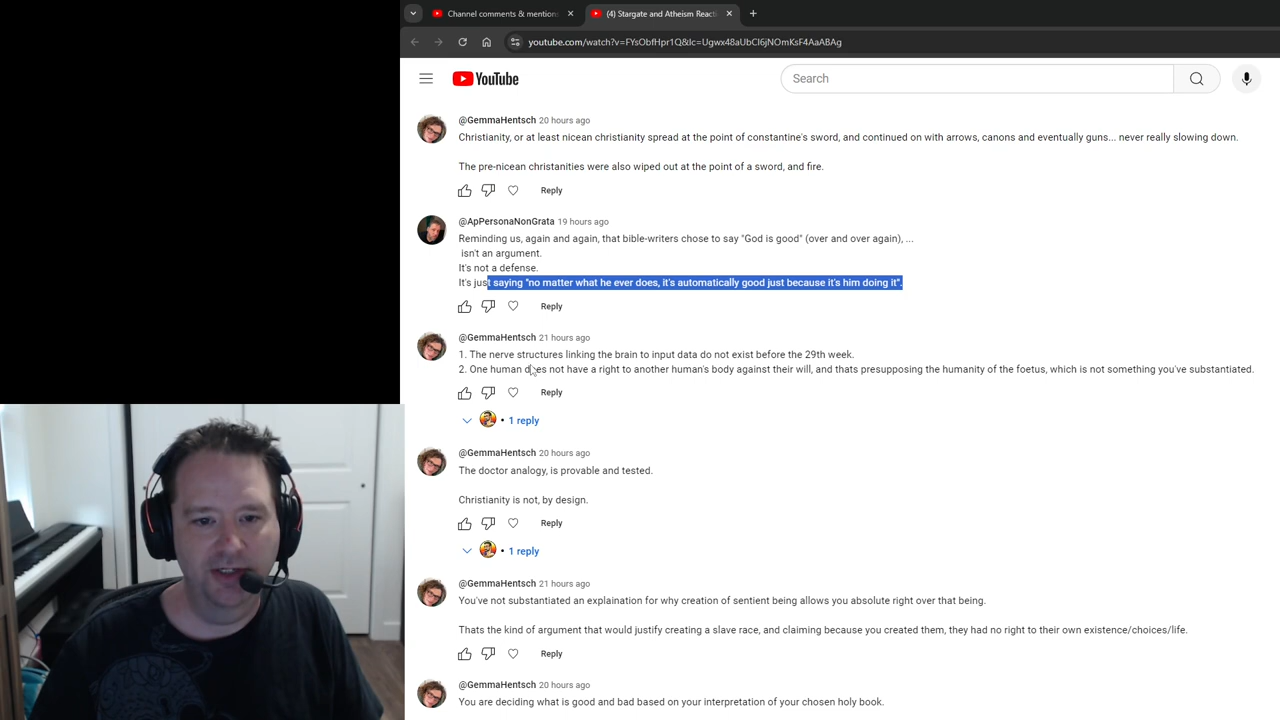 Channel comments & mention
(4) Stargate and Atheism Reacti
youtube.com/watch?v=FYsObfHpr1Q&lc=Ugwx48aUbCl6jNOmKsF4AaABAg
YouTube
Search
@GemmaHentsch 20 hours ago
Christianity, or at least nicean christianity spread at the point of constantine's sword, and continued on with arrows, canons and eventually guns... never really slowing down.
The pre-nicean christanities were also wiped out at the point of a sword, and fire.
Reply
@ApPersonaNonGrata 19 hours ago
Reminding us, again and again, that bible-writers chose to say "God is good" (over and over again), ...
isn't an argument.
It's not a defense.
It's just saying "no matter what he ever does, it's automatically good just because it's him doing it".
Reply
@GemmaHentsch 21 hours ago
1. The nerve structures linking the brain to input data do not exist before the 29th week.
2. One human does not have a right to another human's body against their will, and thats presupposing the humanity of the foetus, which is not something you've substantiated.
Reply
1 reply
@GemmaHentsch 20 hours ago
The doctor analogy, is provable and tested.
Christianity is not, by design.
Reply
1 reply
@GemmaHentsch 21 hours ago
You've not substantiated an explaination for why creation of sentient being allows you absolute right over that being.
Thats the kind of argument that would justify creating a slave race, and claiming because you created them, they had no right to their own existence/choices/life.
Reply
@GemmaHentsch 20 hours ago
You are deciding what is good and bad based on your interpretation of your chosen holy book.